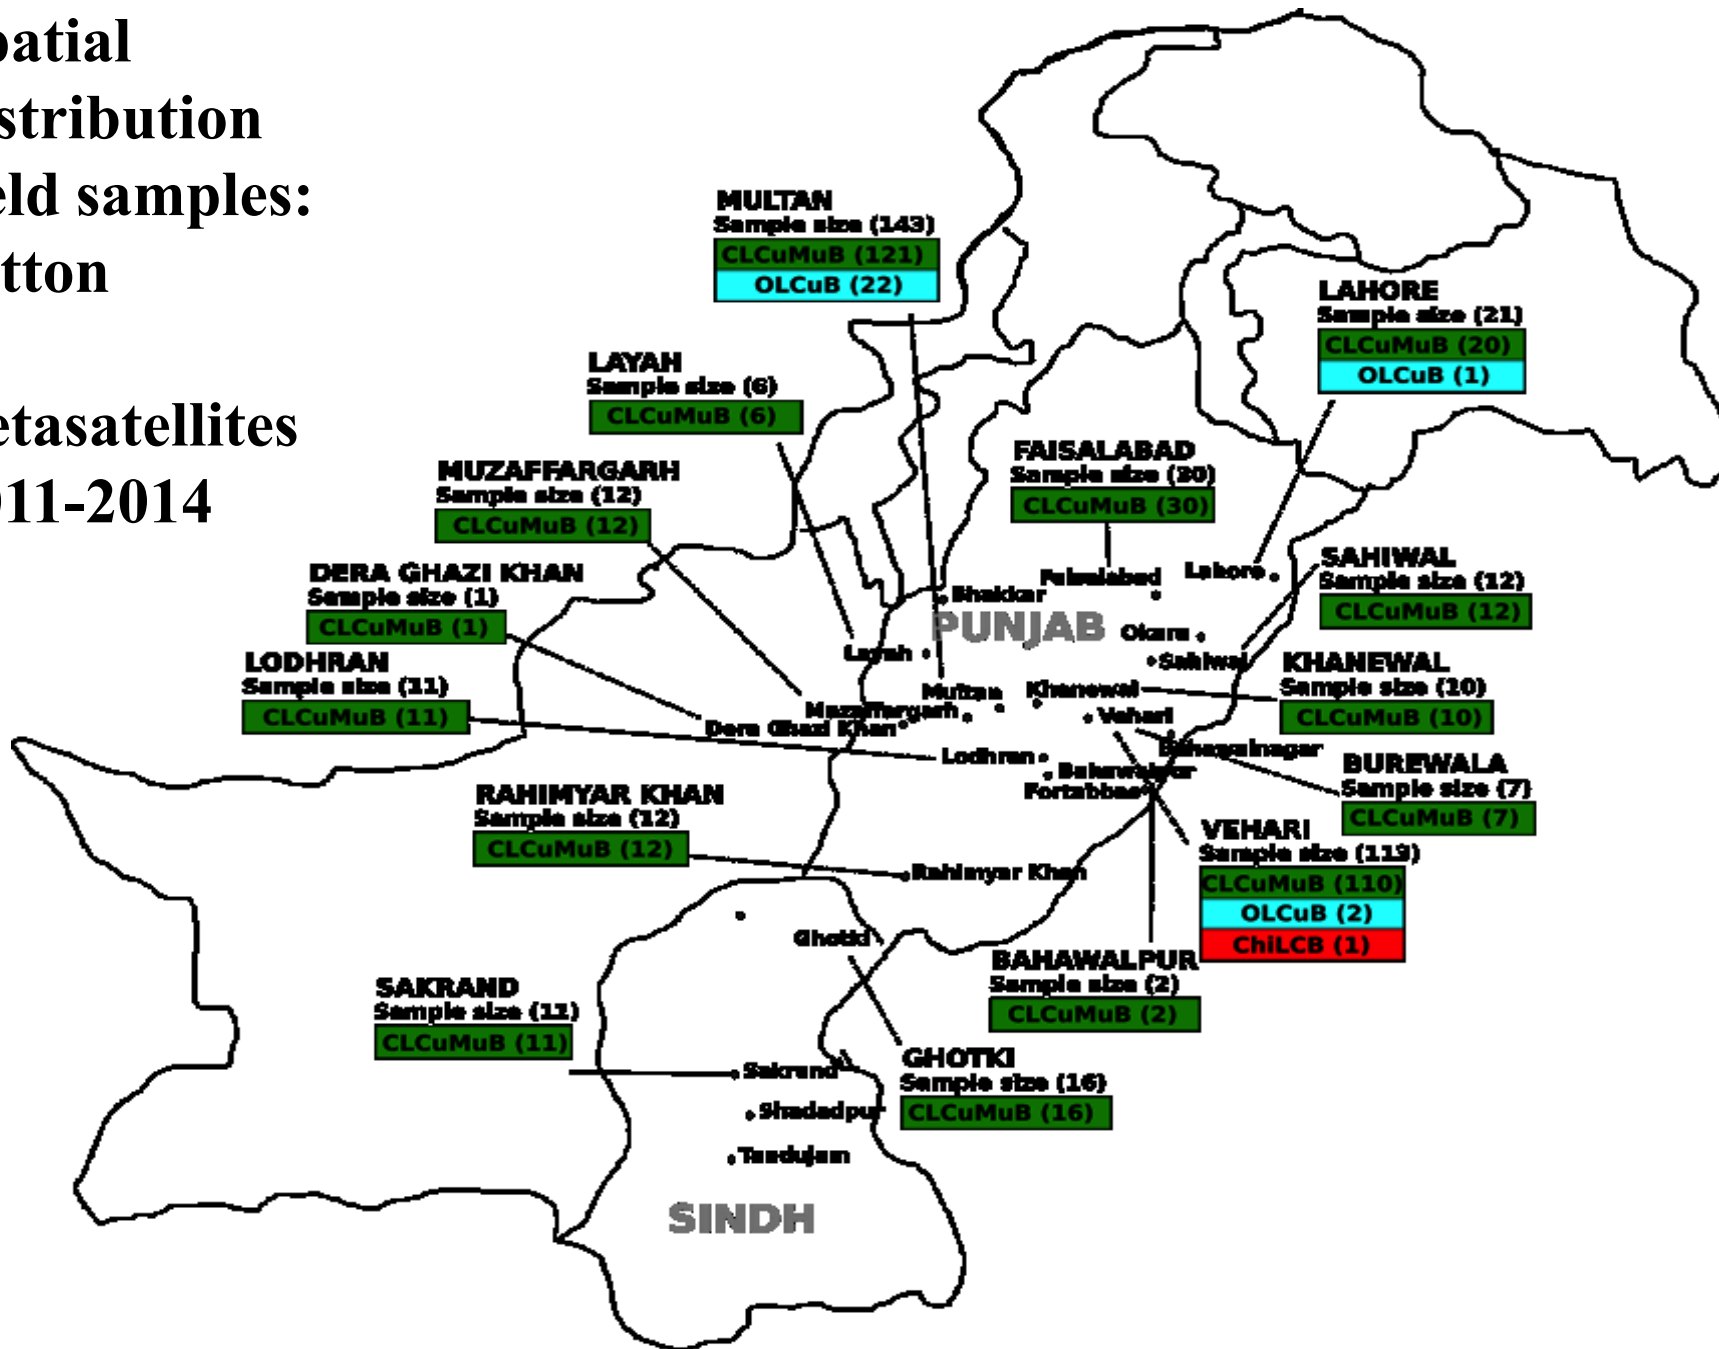 patial
istribution
eld samples:
tton
etasatellites
011-2014
MULTAN
Sample size (143)
CLCuMuB (121)
OLCuB (22)
LAHORE
Sample size (21)
CLCuMuB (20)
OLCuB (1)
LAYAH
Sample size (6)
CLCuMuB (6)
FAISALABAD
Sample size (30)
CLCuMuB (30)
MUZAFFARGARH
Sample size (12)
CLCuMuB (12)
SAHIWAL
Sample size (12)
CLCuMuB (12)
DERA GHAZI KHAN
Sample size (1)
CLCuMuB (1)
LODHRAN
Sample size (11)
CLCuMuB (11)
KHANEWAL
Sample size (10)
CLCuMuB (10)
BUREWALA
Sample size (7)
CLCuMuB (7)
RAHIMYAR KHAN
Sample size (12)
CLCuMuB (12)
VEHARI
Sample size (113)
CLCuMuB (110)
OLCuB (2)
ChiLCB (1)
BAHAWALPUR
Sample size (2)
CLCuMuB (2)
SAKRAND
Sample size (11)
CLCuMuB (11)
GHOTKI
Sample size (16)
CLCuMuB (16)
Faisalabad
Lahore
Bhakkar
PUNJAB
Okara
Layah
Sahiwal
Multan
Khanewal
Muzaffargarh
Vehari
Dera Ghazi Khan
Bahawalnagar
Lodhran
Bahawalpur
Fortabbas
Rahimyar Khan
Ghotki
Sakrand
Shadadpur
Tandujam
SINDH